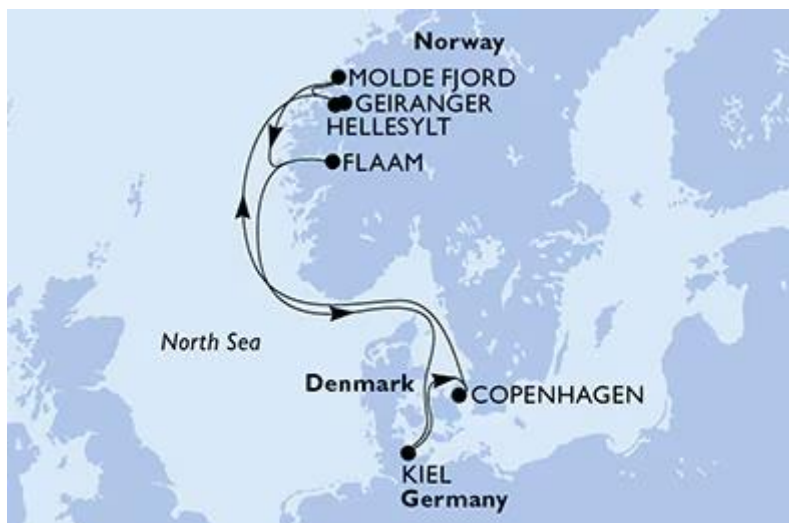 Norway
MOLDE FJORD
GEIRANGER
HELLESYLT
FLAAM
North Sea
Denmark
COPENHAGEN
KIEL
Germany